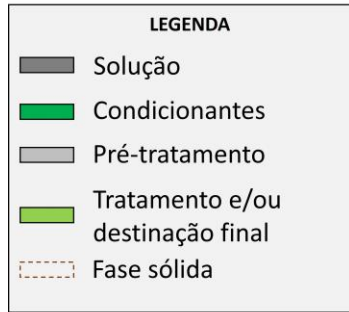 LEGENDA
Solução
Condicionantes
Pré-tratamento
Tratamento e/ou
destinação final
Fase sólida